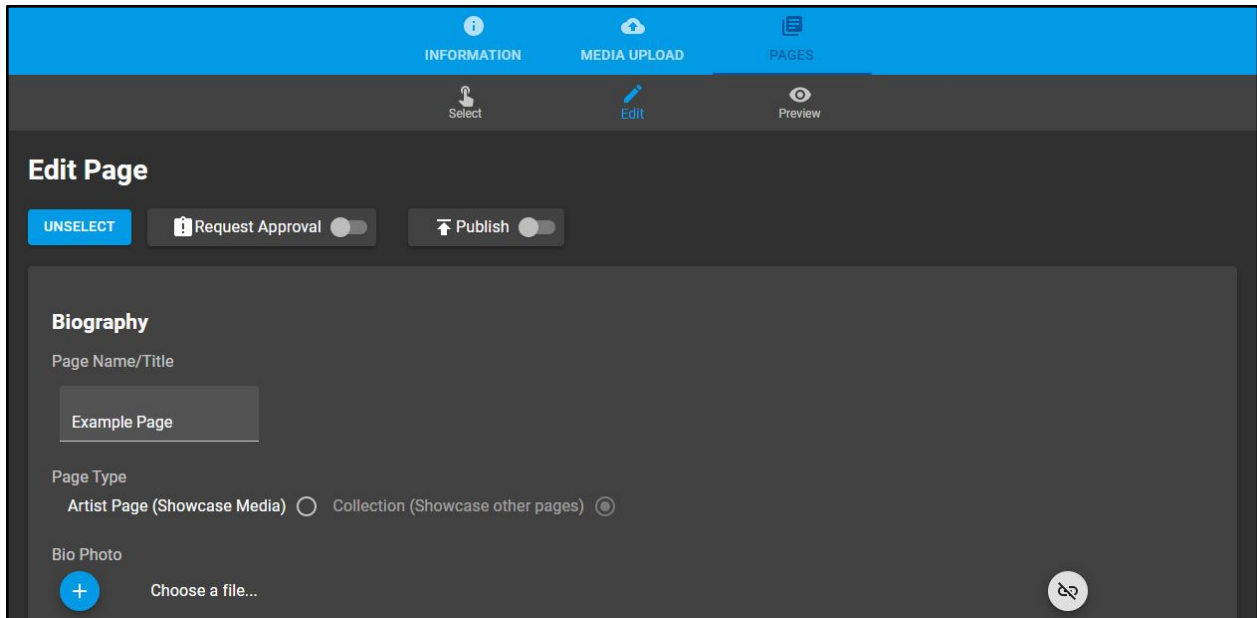 INFORMATION MEDIA UPLOAD PAGES
Select Edit Preview
Edit Page
UNSELECT Request Approval Publish
Biography
Page Name/Title
Example Page
Page Type
Artist Page (Showcase Media) Collection (Showcase other pages)
Bio Photo
Choose a file...